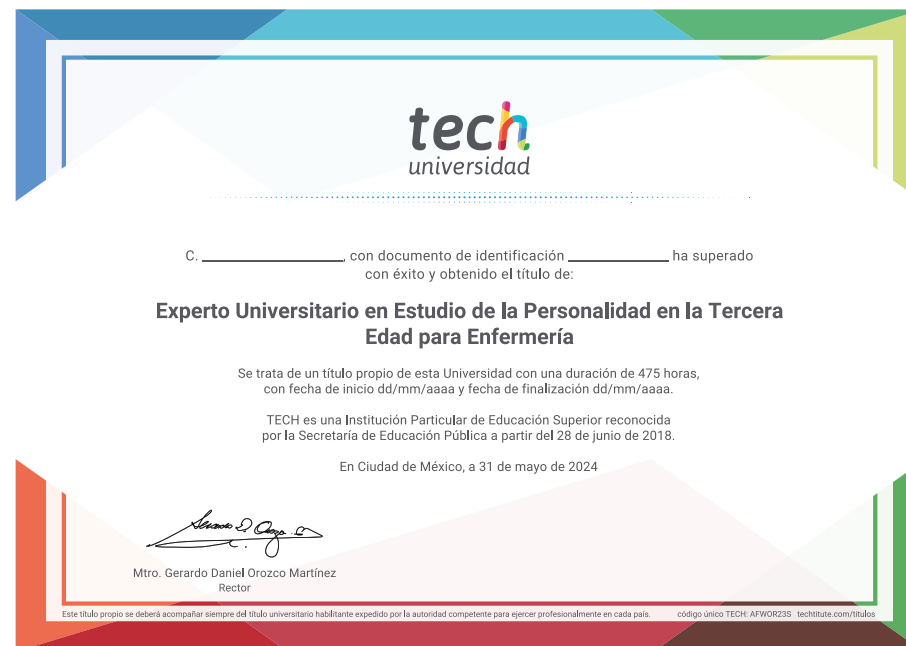 tech
universidad
C. , con documento de identificación ha superado
con éxito y obtenido el título de:
Experto Universitario en Estudio de la Personalidad en la Tercera
Edad para Enfermería
Se trata de un título propio de esta Universidad con una duración de 475 horas,
con fecha de inicio dd/mm/aaaa y fecha de finalización dd/mm/aaaa.
TECH es una Institución Particular de Educación Superior reconocida
por la Secretaría de Educación Pública a partir del 28 de junio de 2018.
En Ciudad de México, a 31 de mayo de 2024
Mtro. Gerardo Daniel Orozco Martínez
Rector
Este título propio se deberá acompañar siempre del título universitario habilitante expedido por la autoridad competente para ejercer profesionalmente en cada país. código único TECH: AFWOR23S techtitute.com/titulos